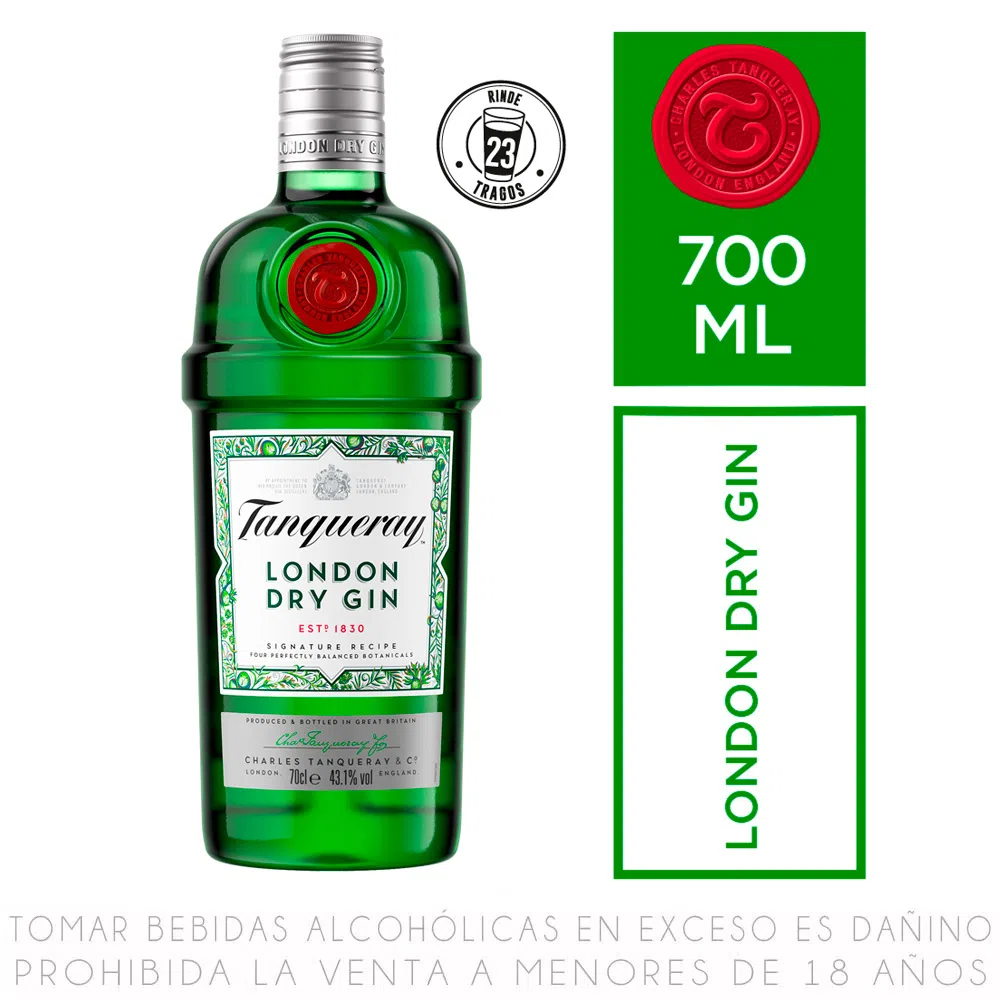 LONDON DRY GIN
RINDE
23
TRAGOS
CHARLES TANQUERAY
LONDON ENGLAND
700
ML
Tanqueray
LONDON
DRY GIN
ESTº 1830
SIGNATURE RECIPE
FOUR PERFECTLY BALANCED BOTANICALS
PRODUCED & BOTTLED IN GREAT BRITAIN
CHARLES TANQUERAY & Cº
LONDON. 70cl e 43.1% vol ENGLAND
LONDON DRY GIN
TOMAR BEBIDAS ALCOHÓLICAS EN EXCESO ES DAÑINO
PROHIBIDA LA VENTA A MENORES DE 18 AÑOS